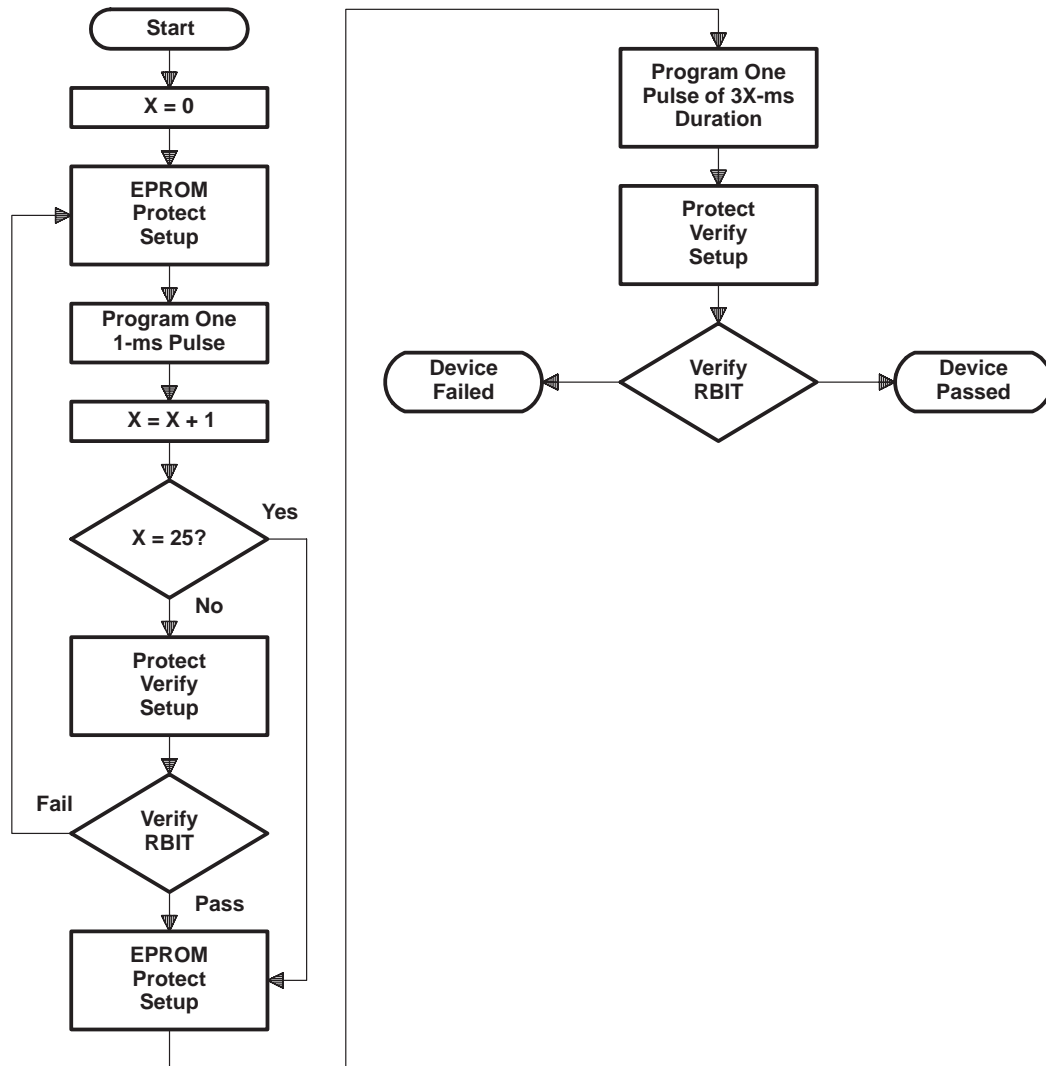 Start
X = 0
EPROM
Protect
Setup
Program One
1-ms Pulse
X = X + 1
X = 25?
Yes
No
Protect
Verify
Setup
Fail
Verify
RBIT
Pass
EPROM
Protect
Setup
Program One
Pulse of 3X-ms
Duration
Protect
Verify
Setup
Device
Failed
Verify
RBIT
Device
Passed